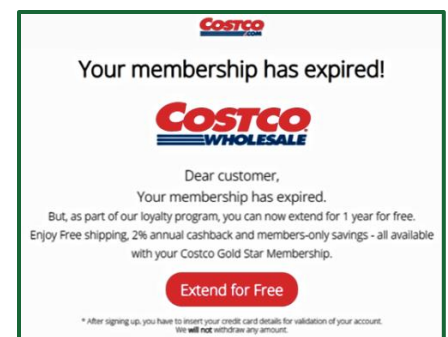 COSTCO
.COM
Your membership has expired!
COSTCO
WHOLESALE
Dear customer,
Your membership has expired.
But, as part of our loyalty program, you can now extend for 1 year for free.
Enjoy Free shipping, 2% annual cashback and members-only savings - all available
with your Costco Gold Star Membership.
Extend for Free
* After signing up, you have to insert your credit card details for validation of your account.
We will not withdraw any amount.